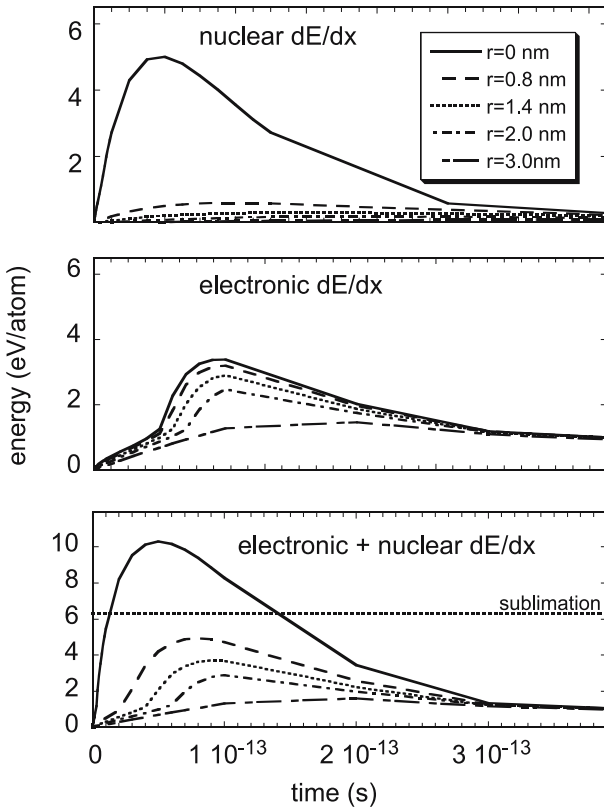 nuclear dE/dx
r=0 nm
r=0.8 nm
r=1.4 nm
r=2.0 nm
r=3.0nm
6
4
2
electronic dE/dx
6
4
2
0
energy (eV/atom)
electronic + nuclear dE/dx
sublimation
10
8
6
4
2
0
0
1 10-13
2 10-13
3 10-13
time (s)